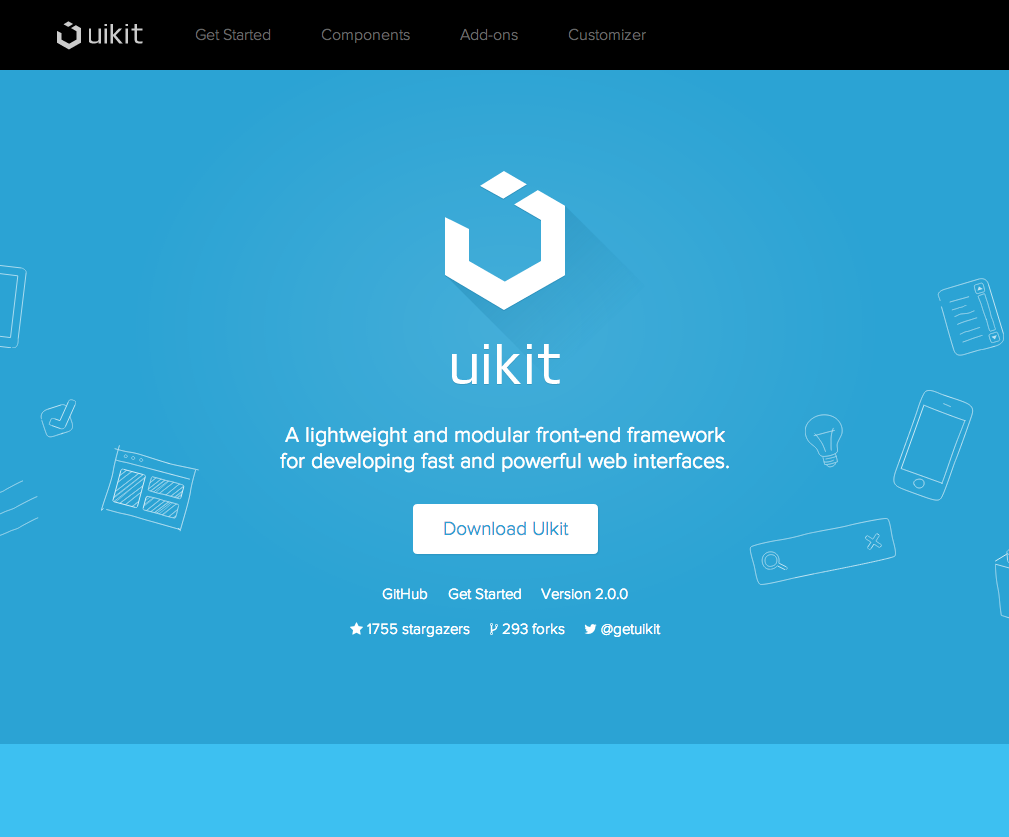 uikit Get Started Components Add-ons Customizer
uikit
A lightweight and modular front-end framework
for developing fast and powerful web interfaces.
Download UIkit
GitHub Get Started Version 2.0.0
1755 stargazers 293 forks @getuikit